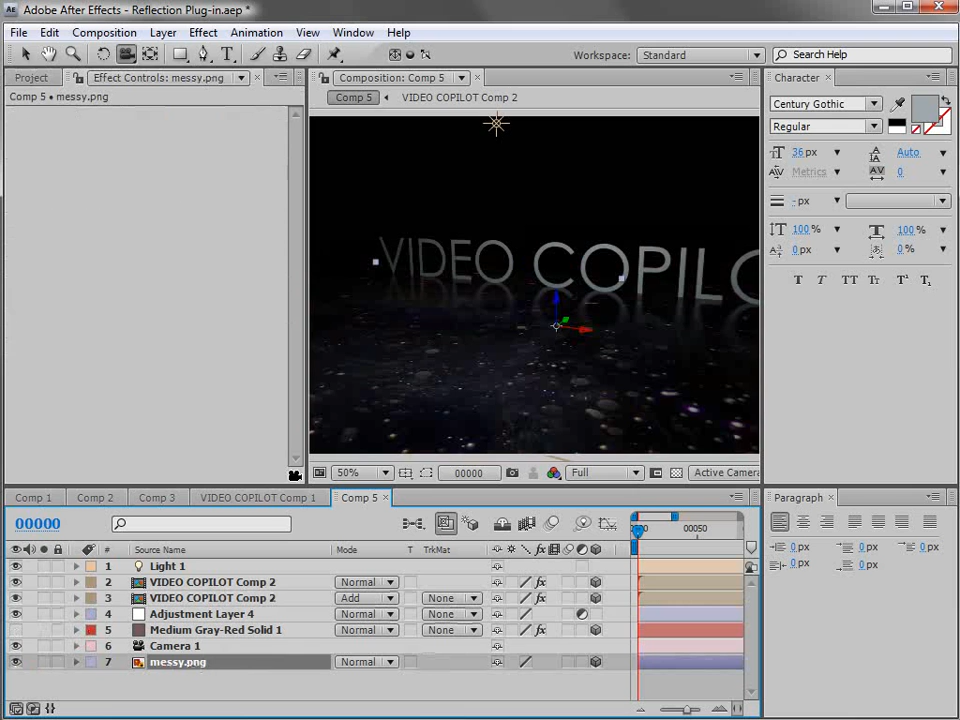 AE Adobe After Effects - Reflection Plug-in.aep *
File Edit Composition Layer Effect Animation View Window Help
Workspace: Standard Search Help
Project Effect Controls: messy.png Composition: Comp 5 Character
Comp 5 • messy.png
Comp 5 VIDEO COPILOT Comp 2
Century Gothic
Regular
36 px Auto
Metrics 0
- px
100 % 100 %
0 px 0 %
T T TT Tr T¹ T₁
VIDEO COPILO
50% 00000 Full Active Camera
Comp 1 Comp 2 Comp 3 VIDEO COPILOT Comp 1 Comp 5 Paragraph
00000
00050
0 px 0 px 0 px
0 px 0 px
# Source Name Mode T TrkMat
1 Light 1
2 VIDEO COPILOT Comp 2 Normal
3 VIDEO COPILOT Comp 2 Add None
4 Adjustment Layer 4 Normal None
5 Medium Gray-Red Solid 1 Normal None
6 Camera 1
7 messy.png Normal